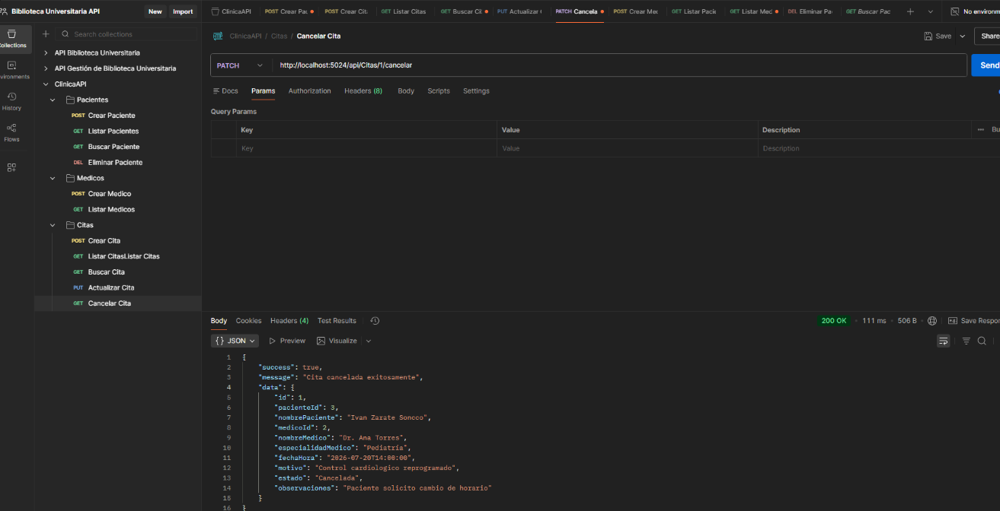 Biblioteca Universitaria API New Import
ClinicaAPI POST Crear Pa POST Crear Cit GET Listar Citas GET Buscar Ci PUT Actualizar PATCH Cancela POST Crear Mec GET Listar Pacie GET Listar Med DEL Eliminar Pa GET Buscar Pac No environm
Collections
Search collections
ClinicaAPI / Citas / Cancelar Cita
Save
Share
API Biblioteca Universitaria
API Gestión de Biblioteca Universitaria
vironments
PATCH http://localhost:5024/api/Citas/1/cancelar Send
ClinicaAPI
Docs Params Authorization Headers (8) Body Scripts Settings
Pacientes
History
POST Crear Paciente
Query Params
GET Listar Pacientes
Key Value Description Bu
Flows
GET Buscar Paciente
Key Value Description
DEL Eliminar Paciente
Medicos
POST Crear Medico
GET Listar Medicos
Citas
POST Crear Cita
GET Listar CitasListar Citas
GET Buscar Cita
PUT Actualizar Cita
GET Cancelar Cita
Body Cookies Headers (4) Test Results 200 OK 111 ms 506 B Save Respor
{} JSON Preview Visualize
1 {
2 "success": true,
3 "message": "Cita cancelada exitosamente",
4 "data": {
5 "id": 1,
6 "pacienteId": 3,
7 "nombrePaciente": "Ivan Zarate Soncco",
8 "medicoId": 2,
9 "nombreMedico": "Dr. Ana Torres",
10 "especialidadMedico": "Pediatría",
11 "fechaHora": "2026-07-20T14:00:00",
12 "motivo": "Control cardiologico reprogramado",
13 "estado": "Cancelada",
14 "observaciones": "Paciente solicito cambio de horario"
15 }
16 }